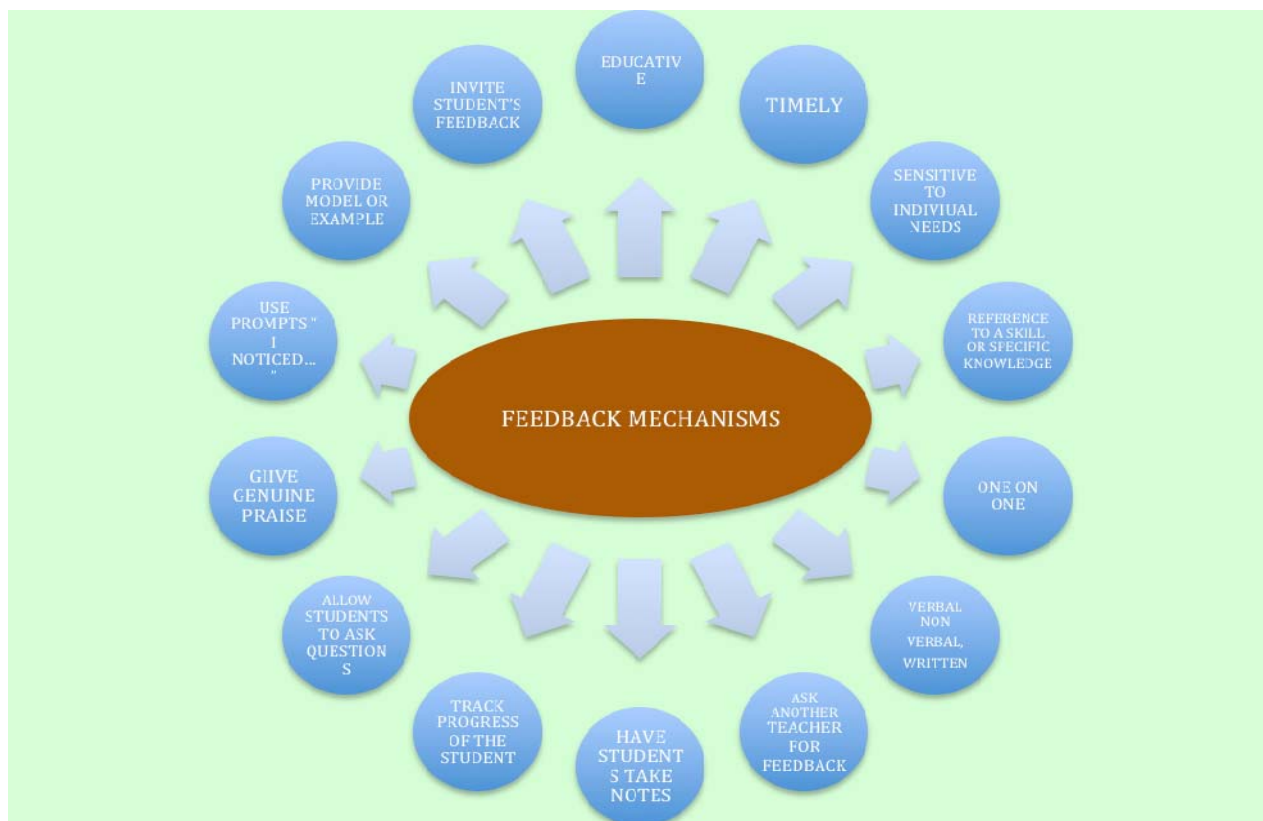 EDUCATIV
E
TIMELY
SENSITIVE
TO
INDIVIUAL
NEEDS
REFERENCE
TO A SKILL
OR SPECIFIC
KNOWLEDGE
ONE ON
ONE
VERBAL
NON
VERBAL,
WRITTEN
ASK
ANOTHER
TEACHER
FOR
FEEDBACK
HAVE
STUDENT
S TAKE
NOTES
TRACK
PROGRESS
OF THE
STUDENT
ALLOW
STUDENTS
TO ASK
QUESTION
S
GIIVE
GENUINE
PRAISE
USE
PROMPTS "
I
NOTICED...
"
PROVIDE
MODEL OR
EXAMPLE
INVITE
STUDENT'S
FEEDBACK
FEEDBACK MECHANISMS